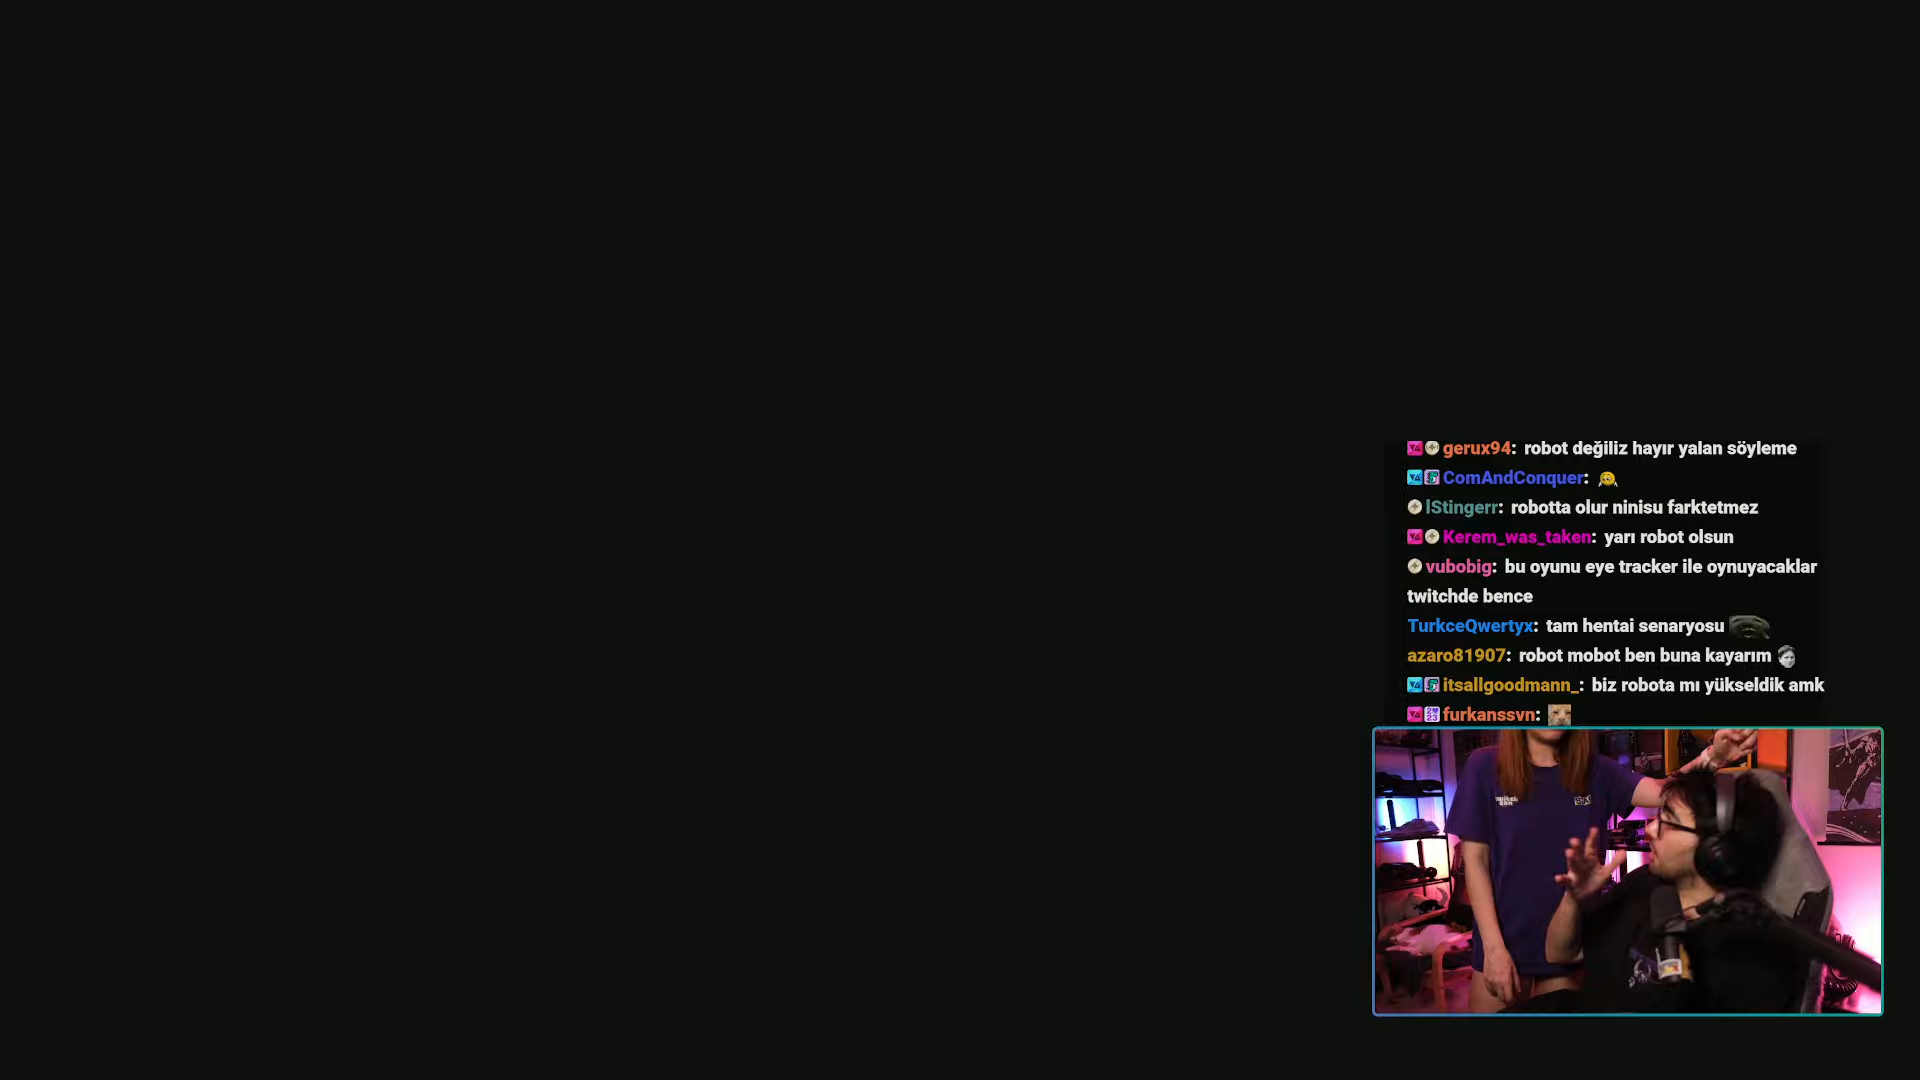 gerux94: robot değiliz hayır yalan söyleme
ComAndConquer:
lStingerr: robotta olur ninisu farktetmez
Kerem_was_taken: yarı robot olsun
vubobig: bu oyunu eye tracker ile oynuyacaklar
twitchde bence
TurkceQwertyx: tam hentai senaryosu
azaro81907: robot mobot ben buna kayarım
itsallgoodmann_: biz robota mı yükseldik amk
furkanssvn: